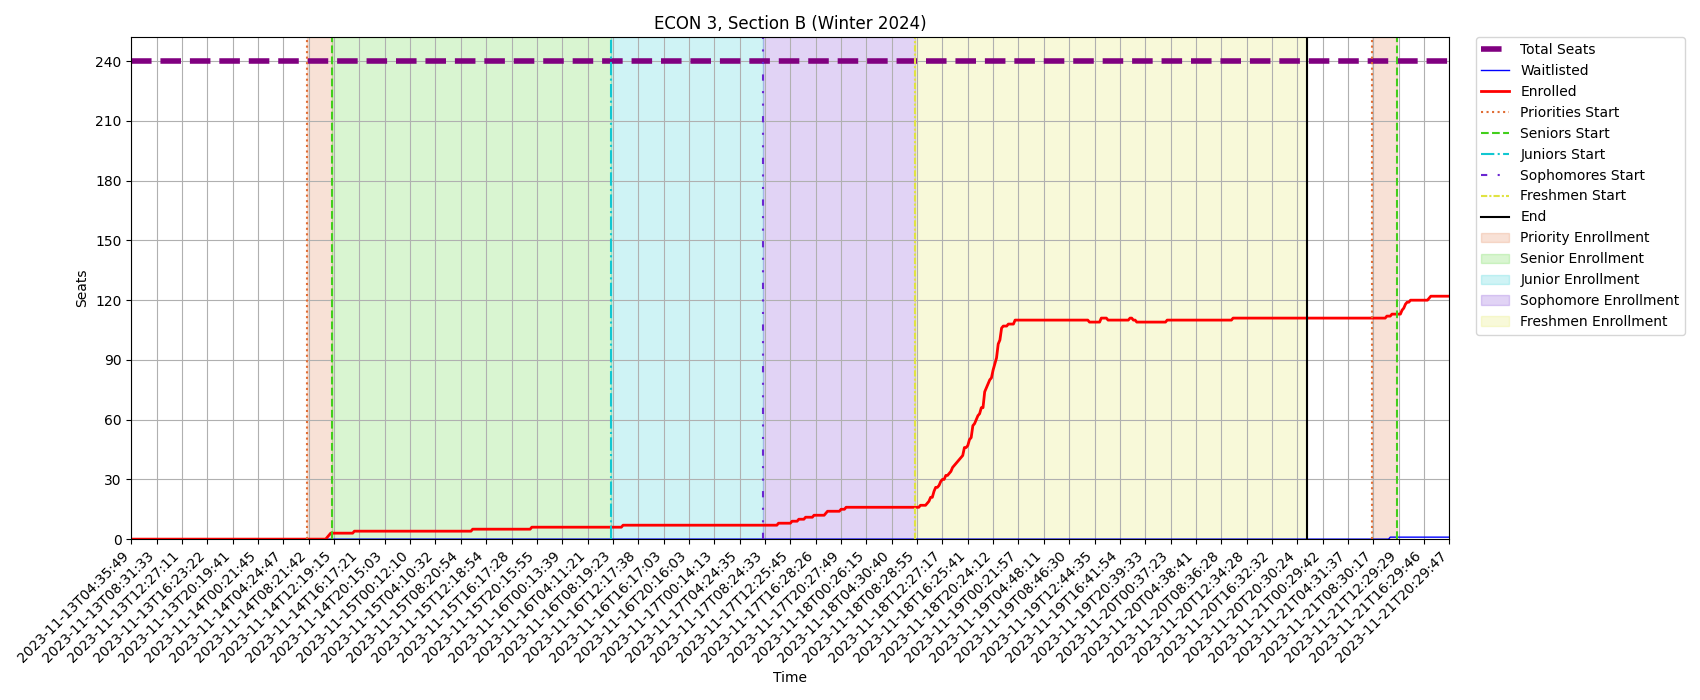 ECON 3, Section B (Winter 2024)
Seats
240
210
180
150
120
90
60
30
0
2023-11-13T04:35:49
2023-11-13T08:31:33
2023-11-13T12:27:11
2023-11-13T16:23:22
2023-11-13T20:19:41
2023-11-14T00:21:45
2023-11-14T04:24:47
2023-11-14T08:21:42
2023-11-14T12:19:15
2023-11-14T16:17:21
2023-11-14T20:15:03
2023-11-15T00:12:10
2023-11-15T04:10:32
2023-11-15T08:20:54
2023-11-15T12:18:54
2023-11-15T16:17:28
2023-11-15T20:15:55
2023-11-16T00:13:39
2023-11-16T04:11:21
2023-11-16T08:19:23
2023-11-16T12:17:38
2023-11-16T16:17:03
2023-11-16T20:16:03
2023-11-17T00:14:13
2023-11-17T04:24:35
2023-11-17T08:24:33
2023-11-17T12:25:45
2023-11-17T16:28:26
2023-11-17T20:27:49
2023-11-18T00:26:15
2023-11-18T04:30:40
2023-11-18T08:28:55
2023-11-18T12:27:17
2023-11-18T16:25:41
2023-11-18T20:24:12
2023-11-19T00:21:57
2023-11-19T04:48:11
2023-11-19T08:46:30
2023-11-19T12:44:35
2023-11-19T16:41:54
2023-11-19T20:39:33
2023-11-20T00:37:23
2023-11-20T04:38:41
2023-11-20T08:36:28
2023-11-20T12:34:28
2023-11-20T16:32:32
2023-11-20T20:30:24
2023-11-21T00:29:42
2023-11-21T04:31:37
2023-11-21T08:30:17
2023-11-21T12:29:29
2023-11-21T16:29:46
2023-11-21T20:29:47
Time
Total Seats
Waitlisted
Enrolled
Priorities Start
Seniors Start
Juniors Start
Sophomores Start
Freshmen Start
End
Priority Enrollment
Senior Enrollment
Junior Enrollment
Sophomore Enrollment
Freshmen Enrollment